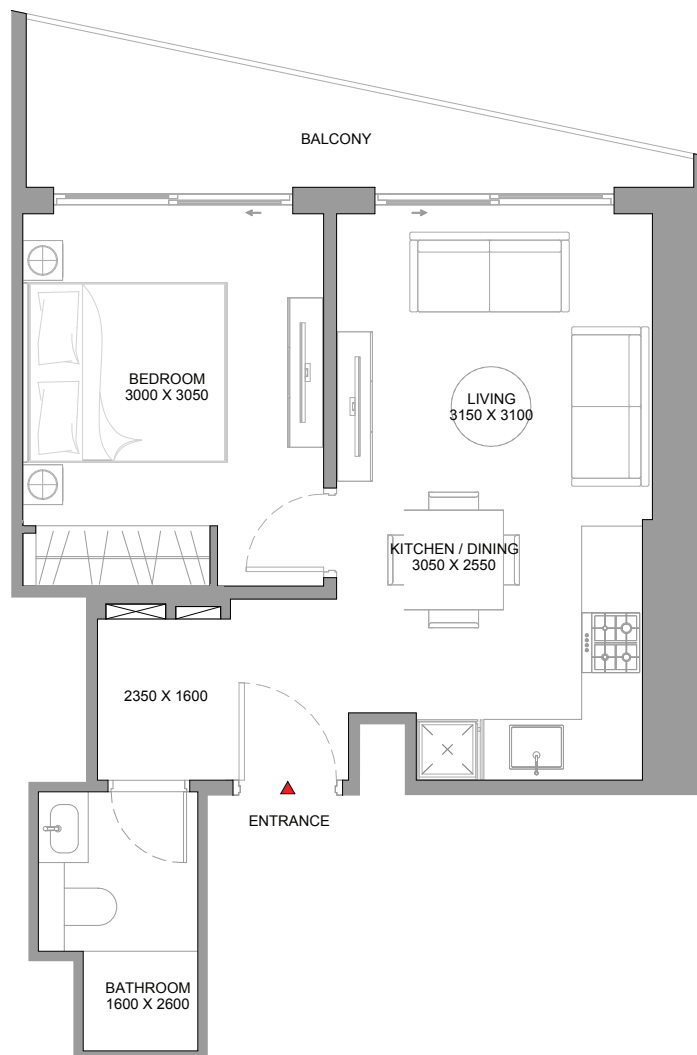 BALCONY
BEDROOM
3000 X 3050
LIVING
3150 X 3100
KITCHEN / DINING
3050 X 2550
2350 X 1600
ENTRANCE
BATHROOM
1600 X 2600